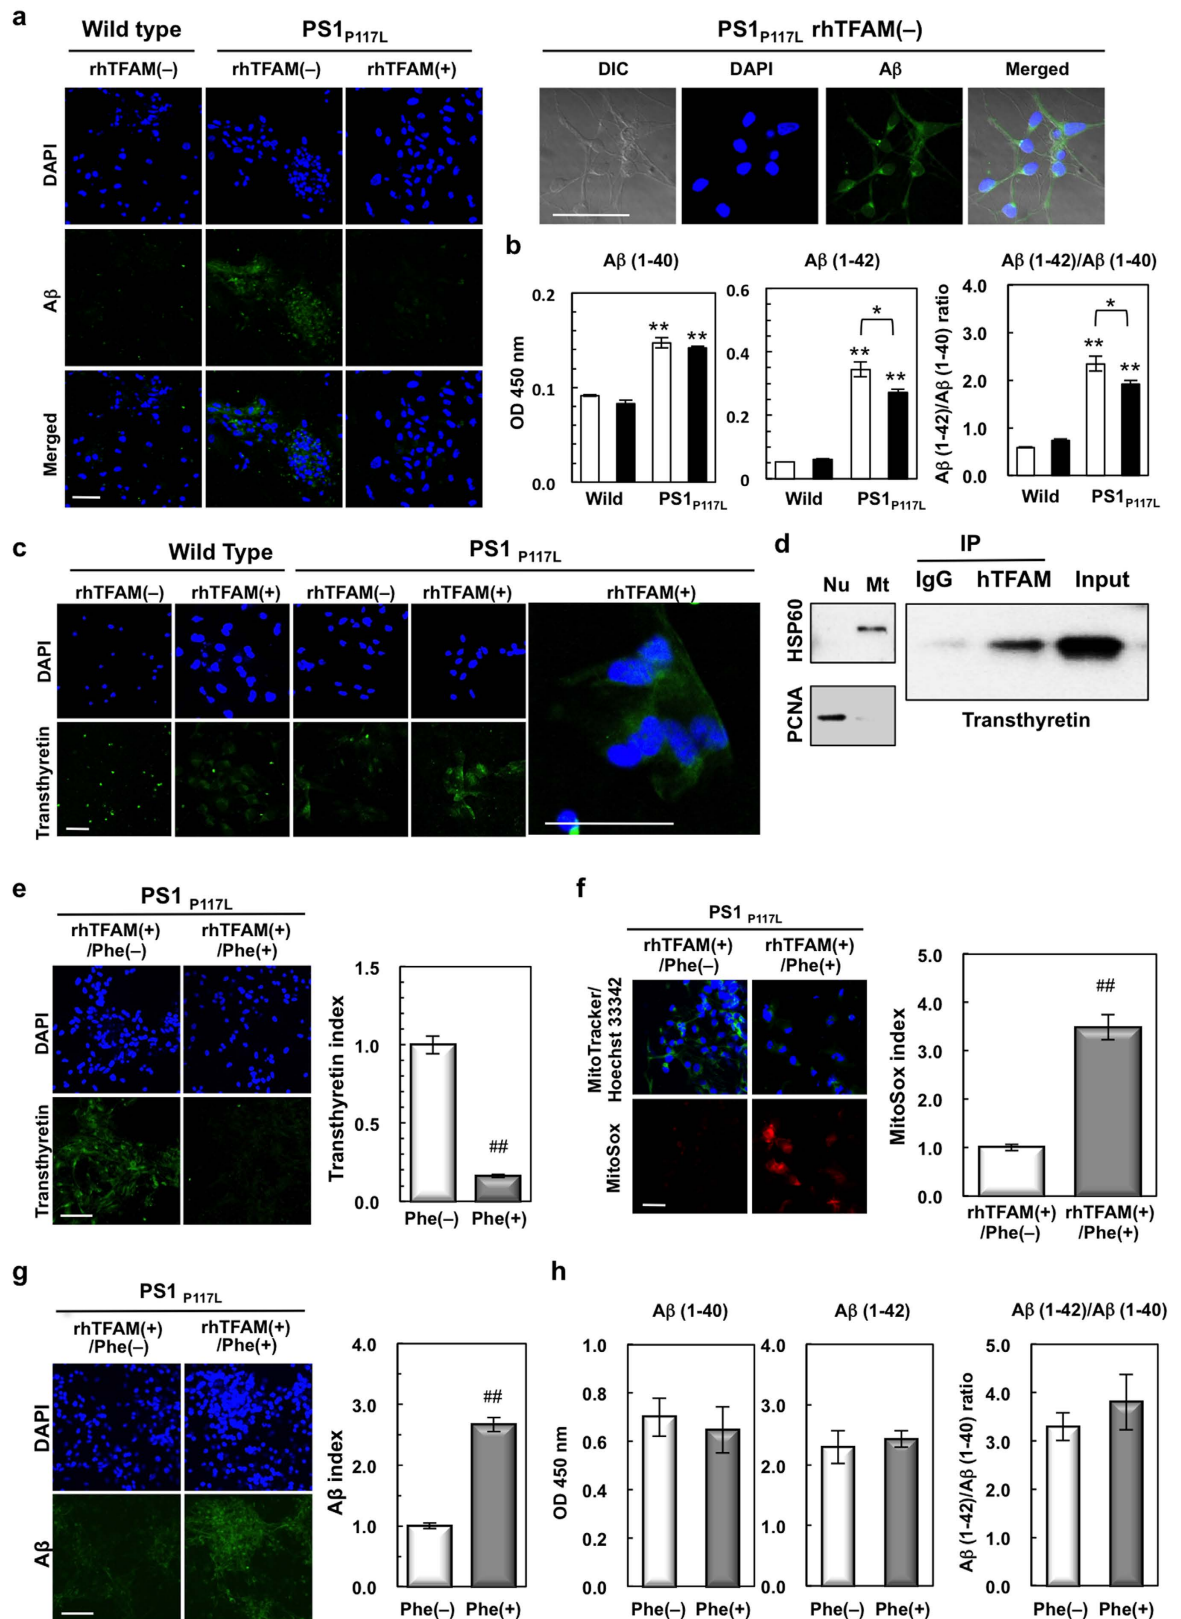 a
Wild type
PS1P117L
rhTFAM(–)
rhTFAM(–)
rhTFAM(+)
DAPI
Aβ
Merged
PS1P117L rhTFAM(–)
DIC
DAPI
Aβ
Merged
b
Aβ (1-40)
OD 450 nm
0.2
0.1
0.0
**
**
Wild
PS1P117L
Aβ (1-42)
0.6
0.4
0.2
0
*
**
**
Wild
PS1P117L
Aβ (1-42)/Aβ (1-40)
Aβ (1-42)/Aβ (1-40) ratio
4.0
3.0
2.0
1.0
0.0
*
**
**
Wild
PS1P117L
c
Wild Type
PS1 P117L
rhTFAM(–)
rhTFAM(+)
rhTFAM(–)
rhTFAM(+)
rhTFAM(+)
DAPI
Transthyretin
d
Nu
Mt
HSP60
PCNA
IP
IgG
hTFAM
Input
Transthyretin
e
PS1 P117L
rhTFAM(+)
/Phe(–)
rhTFAM(+)
/Phe(+)
DAPI
Transthyretin
Transthyretin index
1.5
1.0
0.5
0.0
##
Phe(–)
Phe(+)
f
PS1 P117L
rhTFAM(+)
/Phe(–)
rhTFAM(+)
/Phe(+)
MitoTracker/
Hoechst 33342
MitoSox
MitoSox index
5.0
4.0
3.0
2.0
1.0
0.0
##
rhTFAM(+)
/Phe(–)
rhTFAM(+)
/Phe(+)
g
PS1 P117L
rhTFAM(+)
/Phe(–)
rhTFAM(+)
/Phe(+)
DAPI
Aβ
Aβ index
4.0
3.0
2.0
1.0
0.0
##
Phe(–)
Phe(+)
h
Aβ (1-40)
OD 450 nm
1.0
0.8
0.6
0.4
0.2
0.0
Phe(–)
Phe(+)
Aβ (1-42)
4.0
3.0
2.0
1.0
0.0
Phe(–)
Phe(+)
Aβ (1-42)/Aβ (1-40)
Aβ (1-42)/Aβ (1-40) ratio
5.0
4.0
3.0
2.0
1.0
0.0
Phe(–)
Phe(+)